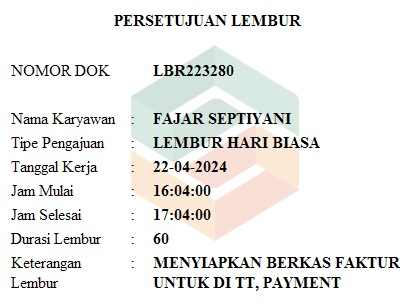 PERSETUJUAN LEMBUR
NOMOR DOK LBR223280
Nama Karyawan : FAJAR SEPTIYANI
Tipe Pengajuan : LEMBUR HARI BIASA
Tanggal Kerja : 22-04-2024
Jam Mulai : 16:04:00
Jam Selesai : 17:04:00
Durasi Lembur : 60
Keterangan : MENYIAPKAN BERKAS FAKTUR
Lembur UNTUK DI TT, PAYMENT